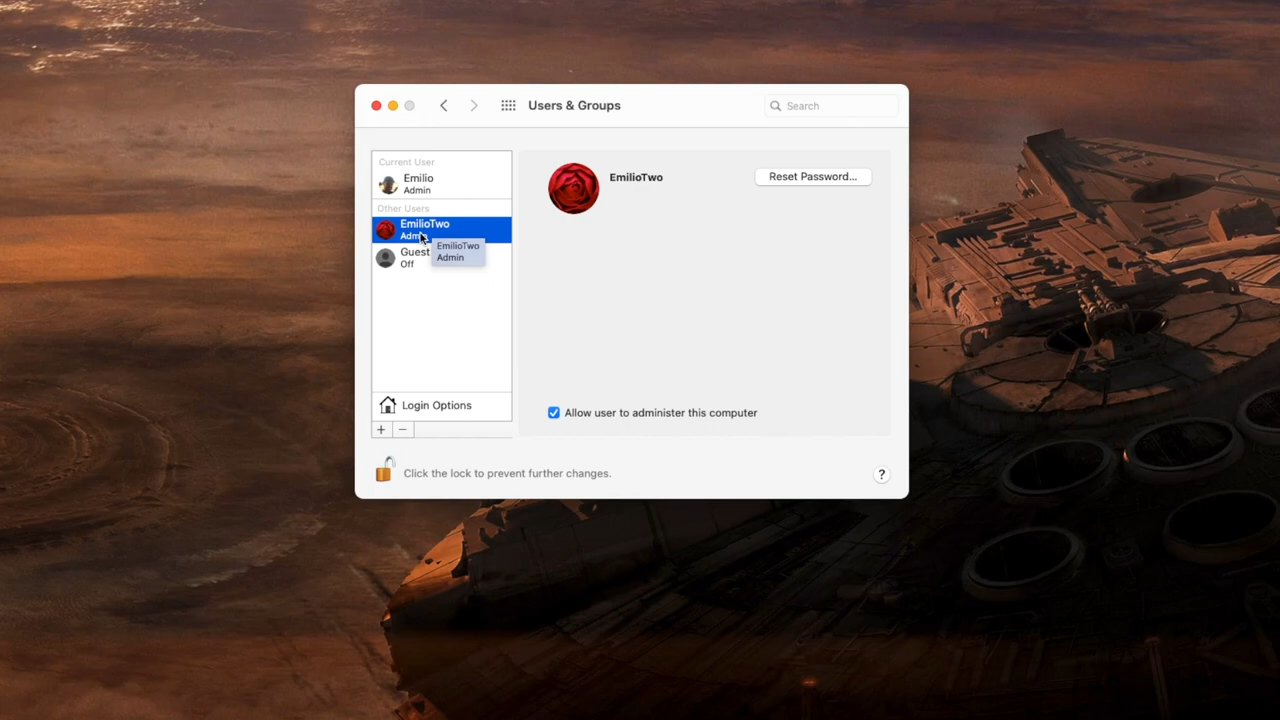 Users & Groups
Search
Current User
Emilio
Admin
Other Users
EmilioTwo
Admin
EmilioTwo
Admin
Guest
Off
Login Options
+ −
EmilioTwo
Reset Password...
Allow user to administer this computer
Click the lock to prevent further changes.
?